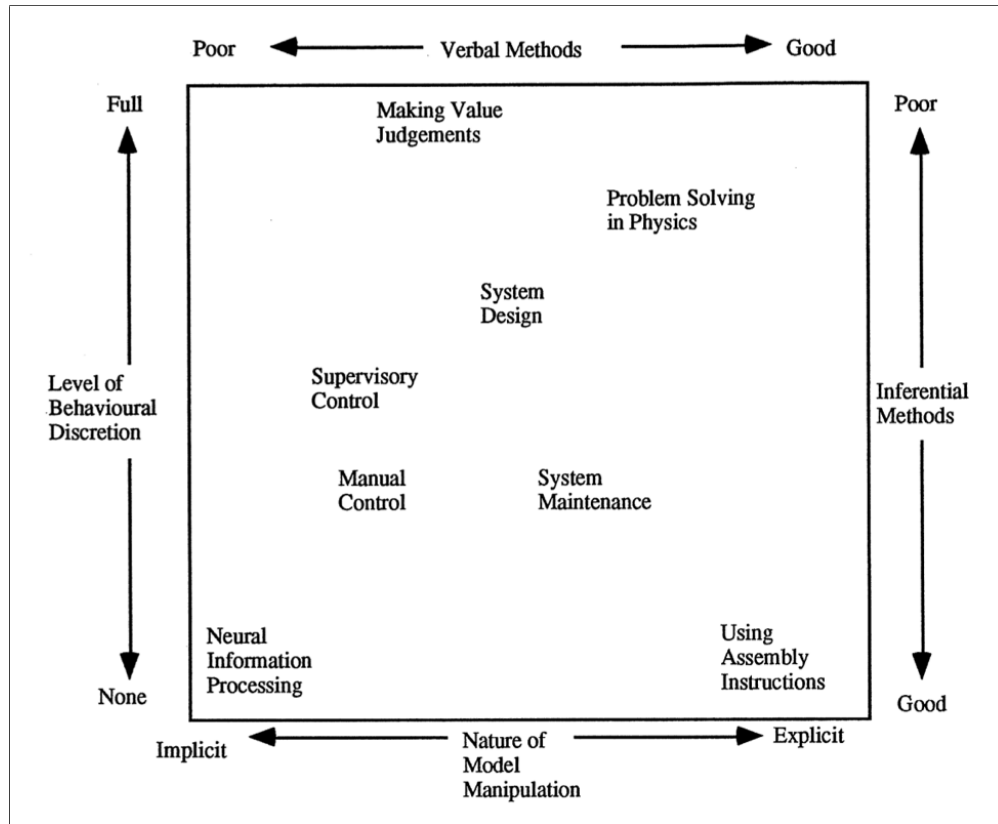 Poor
Verbal Methods
Good
Full
Poor
Making Value
Judgements
Problem Solving
in Physics
System
Design
Supervisory
Control
Level of
Behavioural
Discretion
Inferential
Methods
Manual
Control
System
Maintenance
Neural
Information
Processing
Using
Assembly
Instructions
None
Good
Implicit
Nature of
Model
Manipulation
Explicit